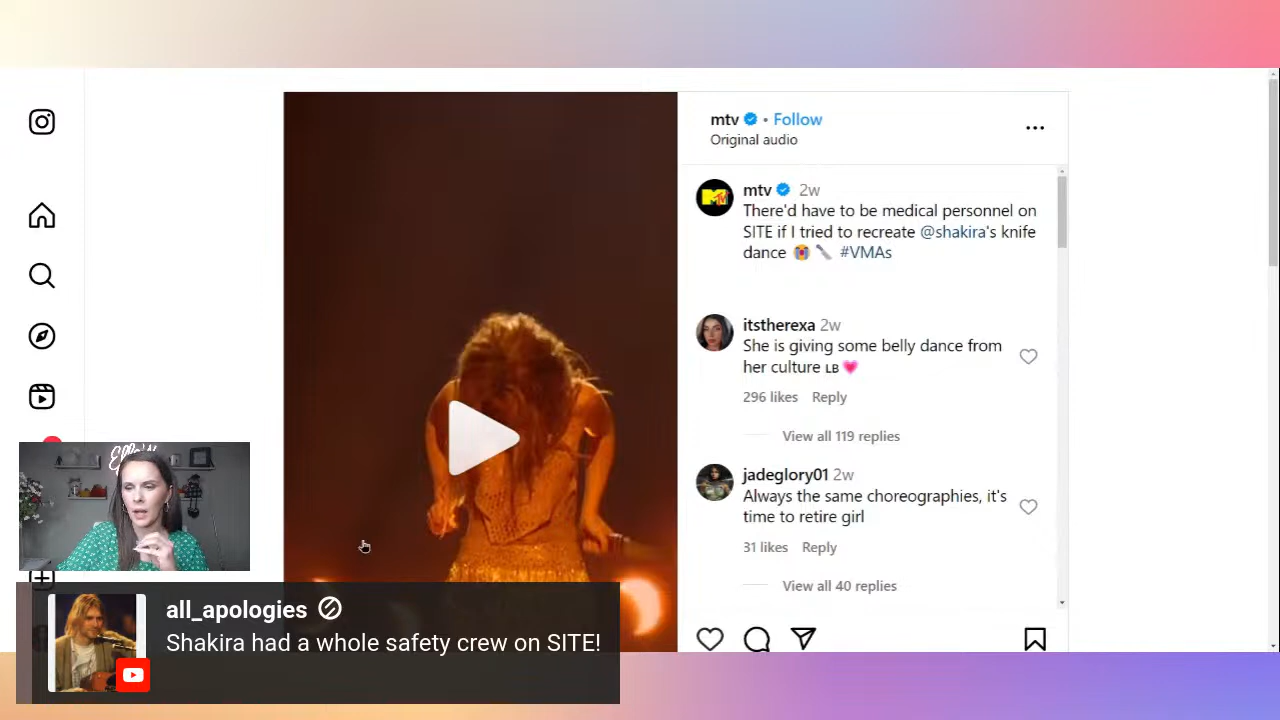 mtv • Follow
Original audio
mtv 2w
There'd have to be medical personnel on
SITE if I tried to recreate @shakira's knife
dance 😭 🔪 #VMAs
itstherexa 2w
She is giving some belly dance from
her culture ʟʙ 💗
296 likes Reply
View all 119 replies
jadeglory01 2w
Always the same choreographies, it's
time to retire girl
31 likes Reply
View all 40 replies
all_apologies
Shakira had a whole safety crew on SITE!